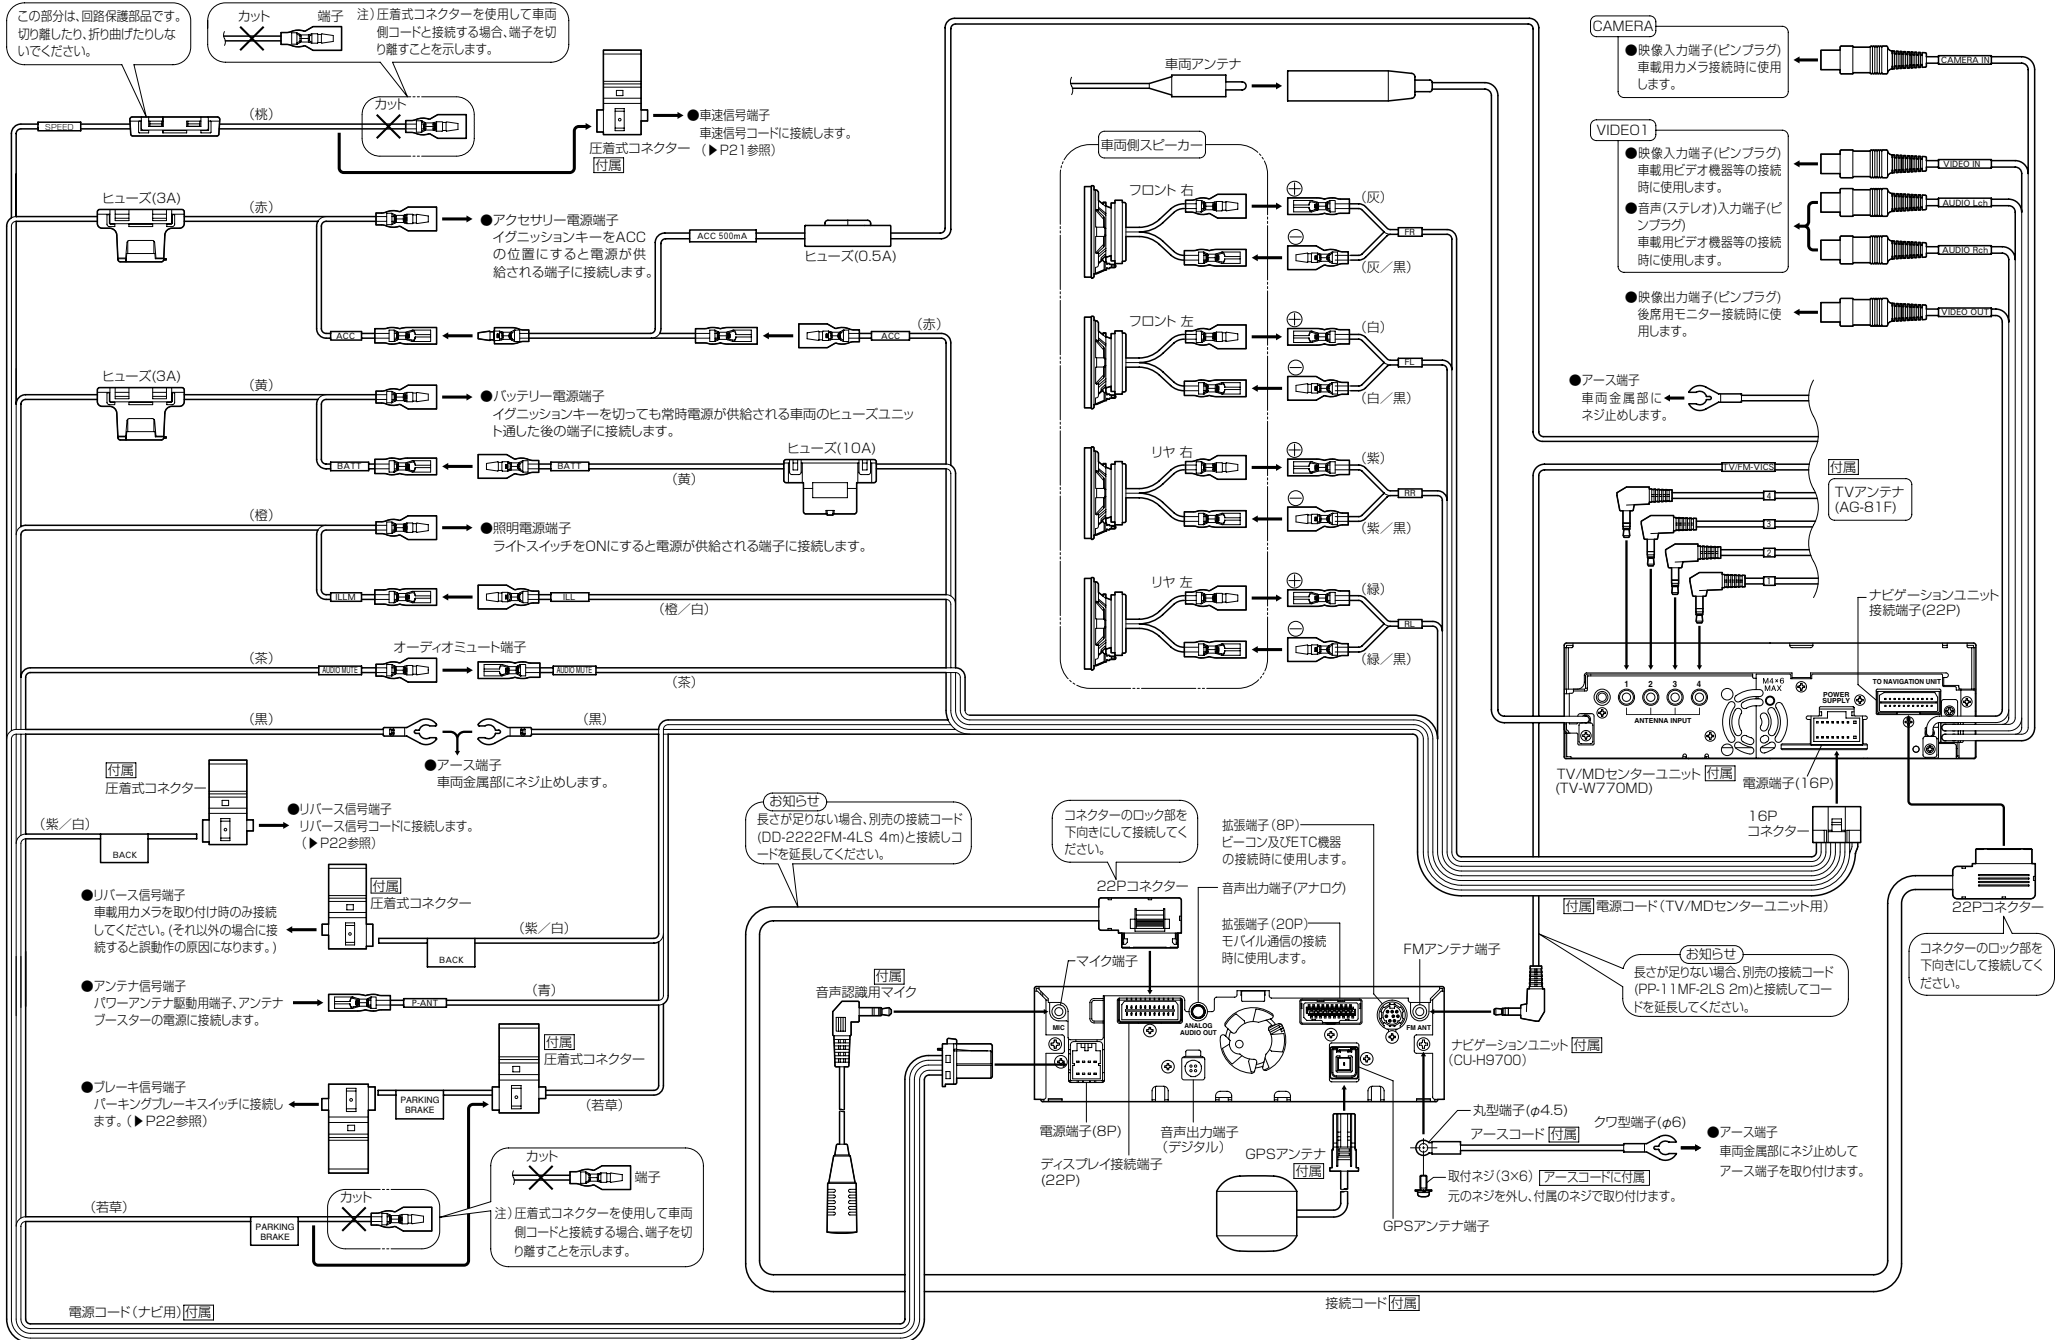 この部分は、回路保護部品です。
切り離したり、折り曲げたりしな
いでください。
カット
端子
注）圧着式コネクターを使用して車両
側コードと接続する場合、端子を切
り離すことを示します。
SPEED
（桃）
カット
圧着式コネクター
付属
●車速信号端子
車速信号コードに接続します。
（▶P21参照）
ヒューズ(3A)
（赤）
●アクセサリー電源端子
イグニッションキーをACC
の位置にすると電源が供
給される端子に接続します。
ACC 500mA
ヒューズ(0.5A)
ACC
ACC
（赤）
ヒューズ(3A)
（黄）
●バッテリー電源端子
イグニッションキーを切っても常時電源が供給される車両のヒューズユニッ
ト通した後の端子に接続します。
BATT
BATT
（黄）
ヒューズ(10A)
（橙）
●照明電源端子
ライトスイッチをONにすると電源が供給される端子に接続します。
ILLM
ILL
（橙／白）
（茶）
オーディオミュート端子
AUDIO MUTE
AUDIO MUTE
（茶）
（黒）
（黒）
●アース端子
車両金属部にネジ止めします。
付属
圧着式コネクター
（紫／白）
BACK
●リバース信号端子
リバース信号コードに接続します。
（▶P22参照）
●リバース信号端子
車載用カメラを取り付け時のみ接続
してください。(それ以外の場合に接
続すると誤動作の原因になります。)
付属
圧着式コネクター
（紫／白）
BACK
●アンテナ信号端子
パワーアンテナ駆動用端子、アンテナ
ブースターの電源に接続します。
P-ANT
（青）
付属
圧着式コネクター
●ブレーキ信号端子
パーキングブレーキスイッチに接続し
ます。（▶P22参照）
PARKING
BRAKE
（若草）
カット
端子
注）圧着式コネクターを使用して車両
側コードと接続する場合、端子を切
り離すことを示します。
（若草）
PARKING
BRAKE
カット
電源コード（ナビ用）付属
車両アンテナ
車両側スピーカー
フロント 右
⊕
（灰）
FR
⊖
（灰／黒）
フロント 左
⊕
（白）
FL
⊖
（白／黒）
リヤ 右
⊕
（紫）
RR
⊖
（紫／黒）
リヤ 左
⊕
（緑）
RL
⊖
（緑／黒）
CAMERA
●映像入力端子(ピンプラグ)
車載用カメラ接続時に使用
します。
CAMERA IN
VIDEO1
●映像入力端子(ピンプラグ)
車載用ビデオ機器等の接続
時に使用します。
VIDEO IN
●音声(ステレオ)入力端子(ピ
ンプラグ)
車載用ビデオ機器等の接続
時に使用します。
AUDIO Lch
AUDIO Rch
●映像出力端子(ピンプラグ)
後席用モニター接続時に使
用します。
VIDEO OUT
●アース端子
車両金属部に
ネジ止めします。
TV/FM-VICS
付属
TVアンテナ
(AG-81F)
4
3
2
1
ナビゲーションユニット
接続端子(22P)
1 2 3 4
ANTENNA INPUT
M4×6
MAX
POWER
SUPPLY
TO NAVIGATION UNIT
TV/MDセンターユニット 付属
(TV-W770MD)
電源端子(16P)
16P
コネクター
付属 電源コード（TV/MDセンターユニット用）
22Pコネクター
コネクターのロック部を
下向きにして接続してく
ださい。
お知らせ
長さが足りない場合、別売の接続コード
(DD-2222FM-4LS 4m)と接続しコ
ードを延長してください。
コネクターのロック部を
下向きにして接続してく
ださい。
22Pコネクター
拡張端子（8P）
ビーコン及びETC機器
の接続時に使用します。
音声出力端子(アナログ)
拡張端子（20P）
モバイル通信の接続
時に使用します。
FMアンテナ端子
お知らせ
長さが足りない場合、別売の接続コード
(PP-11MF-2LS 2m)と接続してコー
ドを延長してください。
マイク端子
付属
音声認識用マイク
MIC
ANALOG
AUDIO OUT
FM ANT
ナビゲーションユニット 付属
（CU-H9700）
電源端子(8P)
ディスプレイ接続端子
(22P)
音声出力端子
（デジタル）
GPSアンテナ
付属
GPSアンテナ端子
丸型端子(φ4.5)
アースコード 付属
クワ型端子(φ6)
●アース端子
車両金属部にネジ止めして
アース端子を取り付けます。
取付ネジ（3×6） アースコードに付属
元のネジを外し、付属のネジで取り付けます。
接続コード 付属